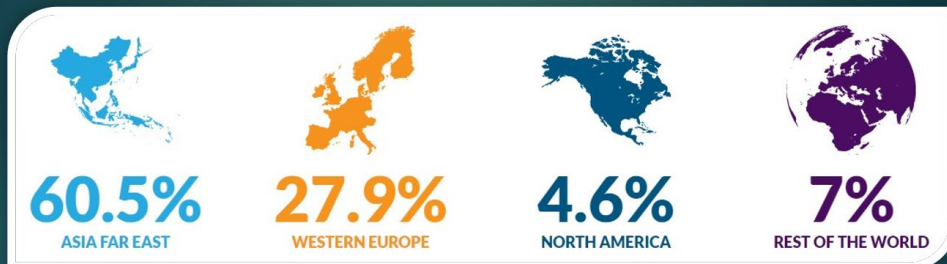 60.5%
27.9%
4.6%
7%
ASIA FAR EAST
WESTERN EUROPE
NORTH AMERICA
REST OF THE WORLD